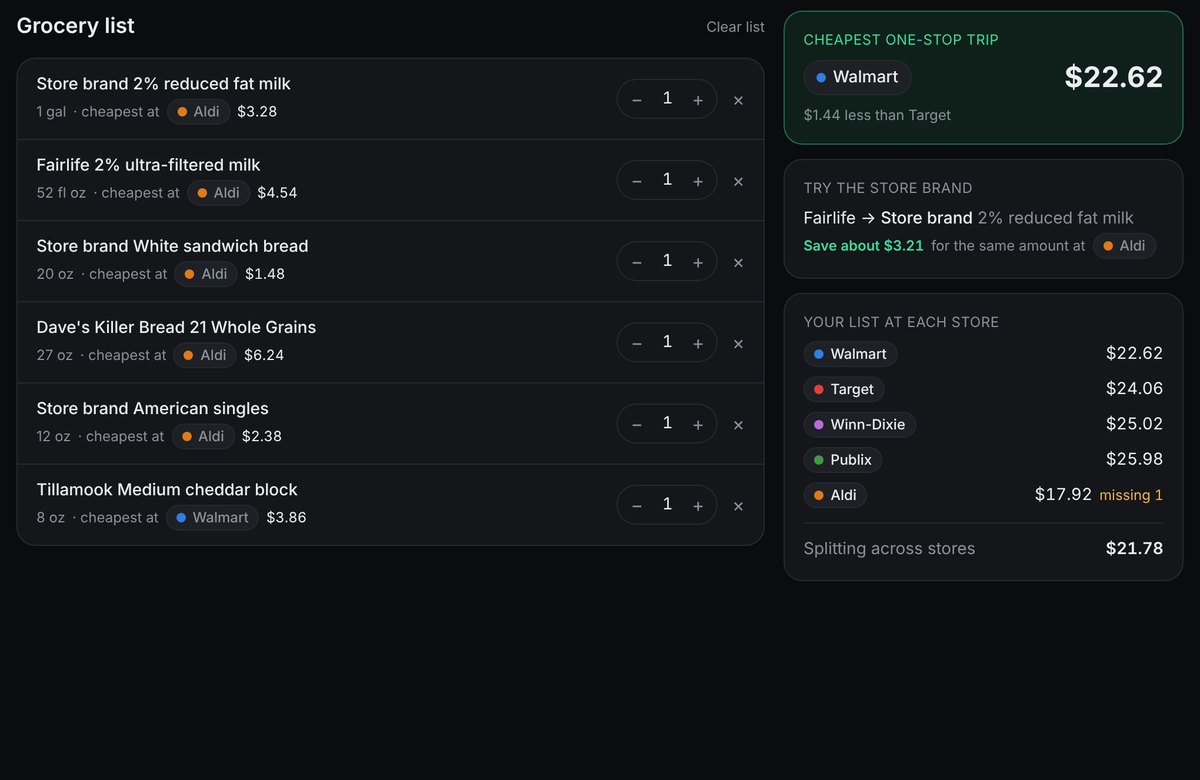 Grocery list
Clear list
Store brand 2% reduced fat milk
1 gal · cheapest at Aldi $3.28
− 1 + ×
Fairlife 2% ultra-filtered milk
52 fl oz · cheapest at Aldi $4.54
− 1 + ×
Store brand White sandwich bread
20 oz · cheapest at Aldi $1.48
− 1 + ×
Dave's Killer Bread 21 Whole Grains
27 oz · cheapest at Aldi $6.24
− 1 + ×
Store brand American singles
12 oz · cheapest at Aldi $2.38
− 1 + ×
Tillamook Medium cheddar block
8 oz · cheapest at Walmart $3.86
− 1 + ×
CHEAPEST ONE-STOP TRIP
Walmart $22.62
$1.44 less than Target
TRY THE STORE BRAND
Fairlife → Store brand 2% reduced fat milk
Save about $3.21 for the same amount at Aldi
YOUR LIST AT EACH STORE
Walmart $22.62
Target $24.06
Winn-Dixie $25.02
Publix $25.98
Aldi $17.92 missing 1
Splitting across stores $21.78